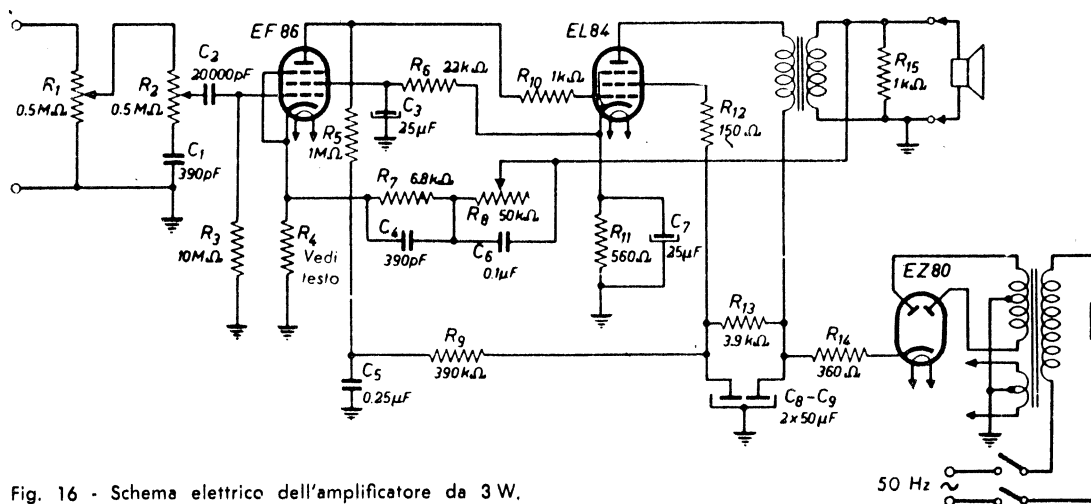 EF 86
EL84
C2
20000pF
R1
0.5MΩ
R2
0.5MΩ
C1
390pF
R3
10MΩ
R4
Vedi
testo
R5
1MΩ
R6
22kΩ
C3
25μF
R7 6.8kΩ
C4
390pF
R8
50kΩ
C6
0.1μF
R9
390kΩ
C5
0.25μF
R10 1kΩ
R11
560Ω
C7
25μF
R12
150Ω
R13
3.9kΩ
R14
360Ω
C8-C9
2x50μF
R15
1kΩ
EZ80
50 Hz ~
Fig. 16 - Schema elettrico dell'amplificatore da 3 W.